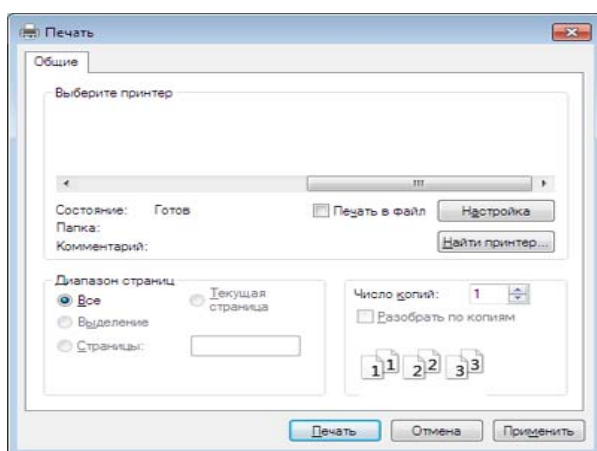 Печать
Общие
Выберите принтер
Состояние: Готов
Печать в файл
Настройка
Папка:
Комментарий:
Найти принтер...
Диапазон страниц
Все
Текущая страница
Выделение
Страницы:
Число копий: 1
Разобрать по копиям
1 1 2 2 3 3
Печать
Отмена
Применить